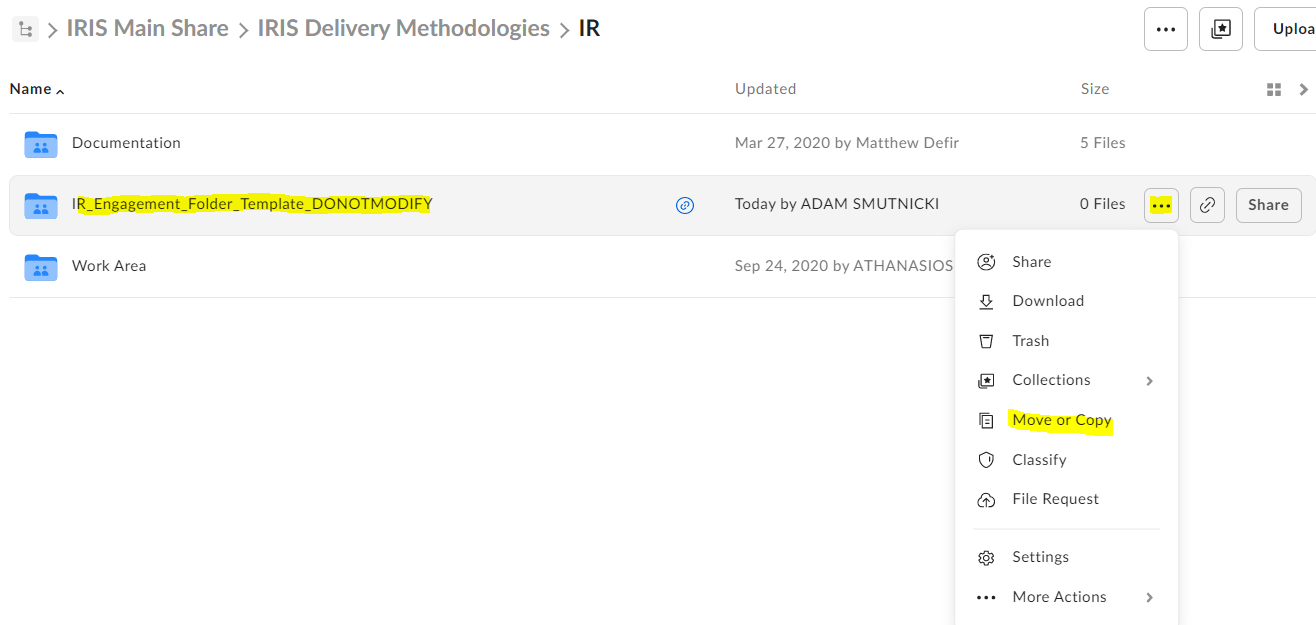 IRIS Main Share > IRIS Delivery Methodologies > IR
Uploa
Name Updated Size
Documentation Mar 27, 2020 by Matthew Defir 5 Files
IR_Engagement_Folder_Template_DONOTMODIFY Today by ADAM SMUTNICKI 0 Files Share
Work Area Sep 24, 2020 by ATHANASIOS
Share
Download
Trash
Collections
Move or Copy
Classify
File Request
Settings
More Actions